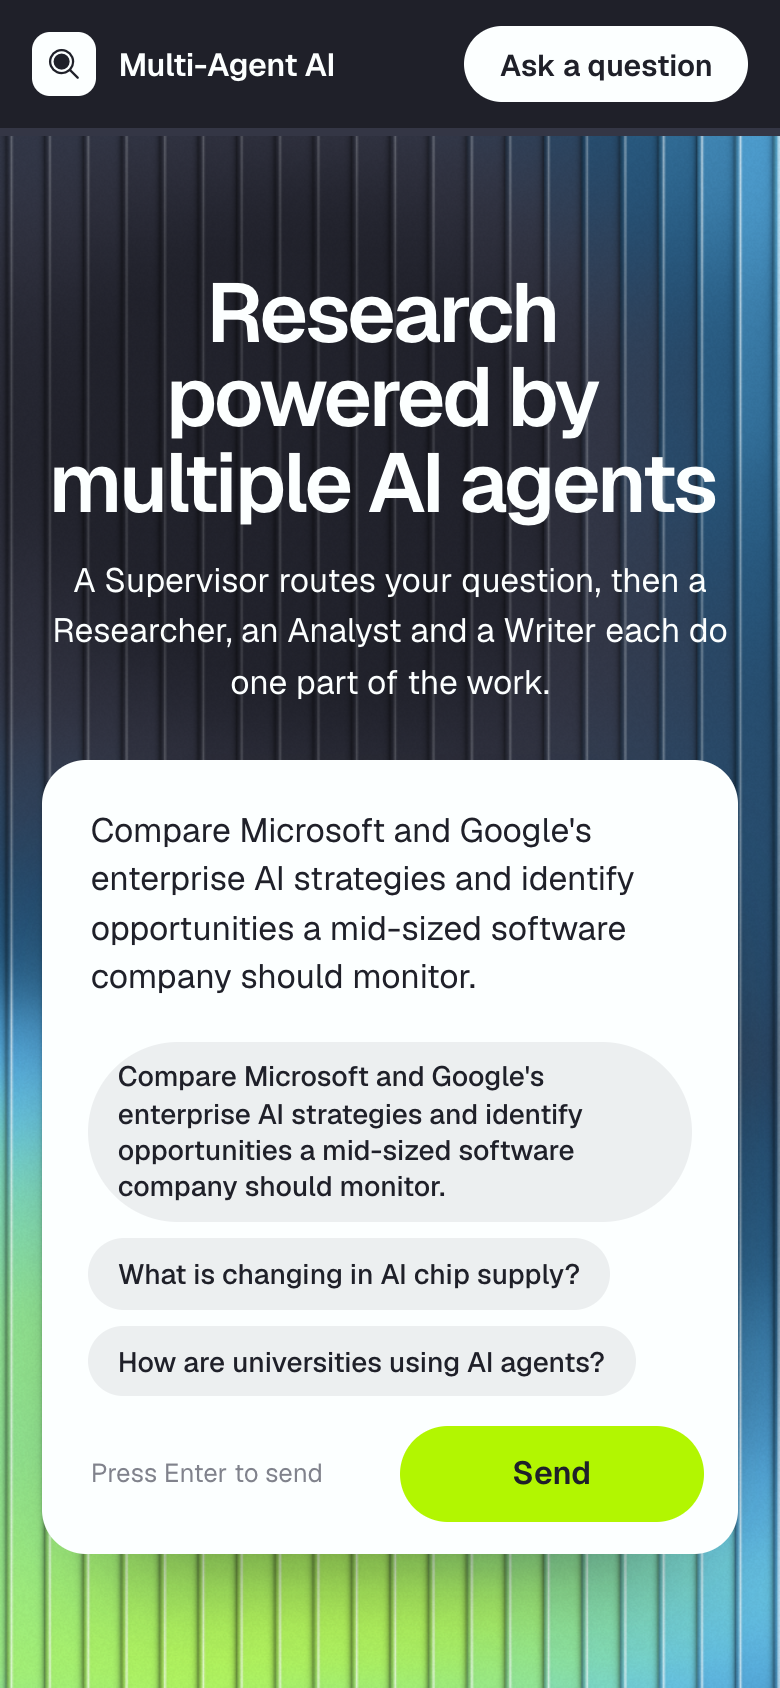 Multi-Agent AI
Ask a question
Research
powered by
multiple AI agents
A Supervisor routes your question, then a
Researcher, an Analyst and a Writer each do
one part of the work.
Compare Microsoft and Google's
enterprise AI strategies and identify
opportunities a mid-sized software
company should monitor.
Compare Microsoft and Google's
enterprise AI strategies and identify
opportunities a mid-sized software
company should monitor.
What is changing in AI chip supply?
How are universities using AI agents?
Press Enter to send
Send